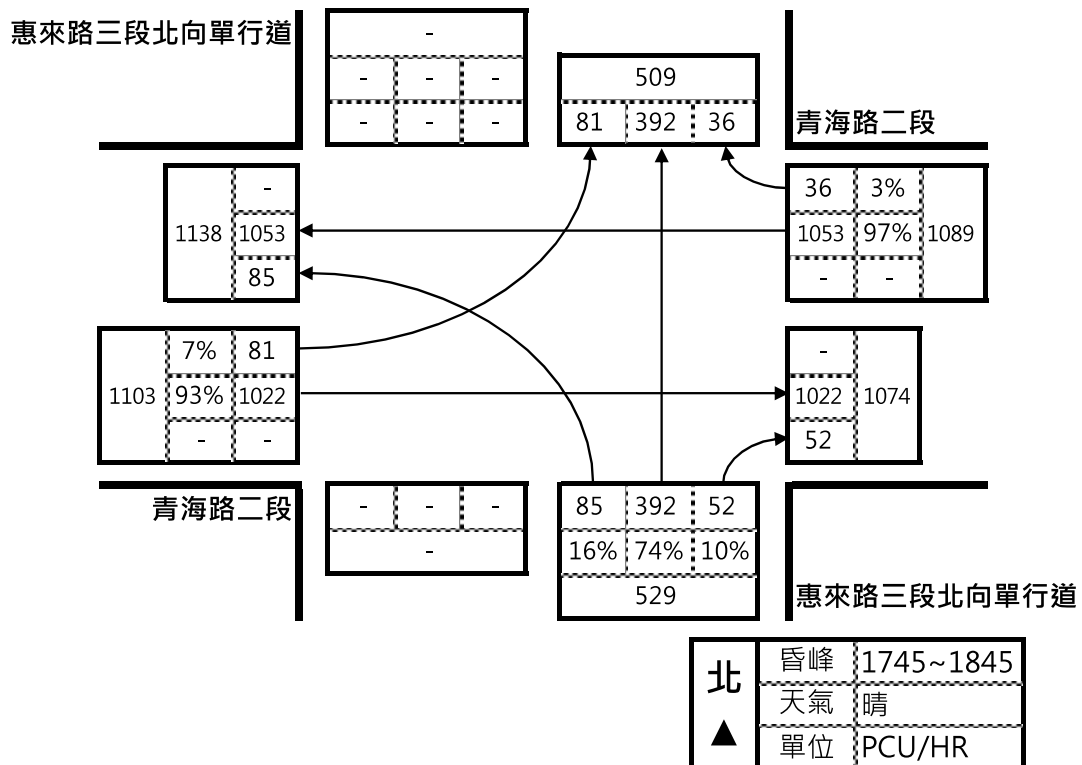 惠來路三段北向單行道
-
- - -
- - -
509
81 392 36
青海路二段
1138
-
1053
85
36 3%
1053 97% 1089
- -
7% 81
1103 93% 1022
- -
-
1022 1074
52
青海路二段
- - -
-
85 392 52
16% 74% 10%
529
惠來路三段北向單行道
北
▲
昏峰 1745~1845
天氣 晴
單位 PCU/HR